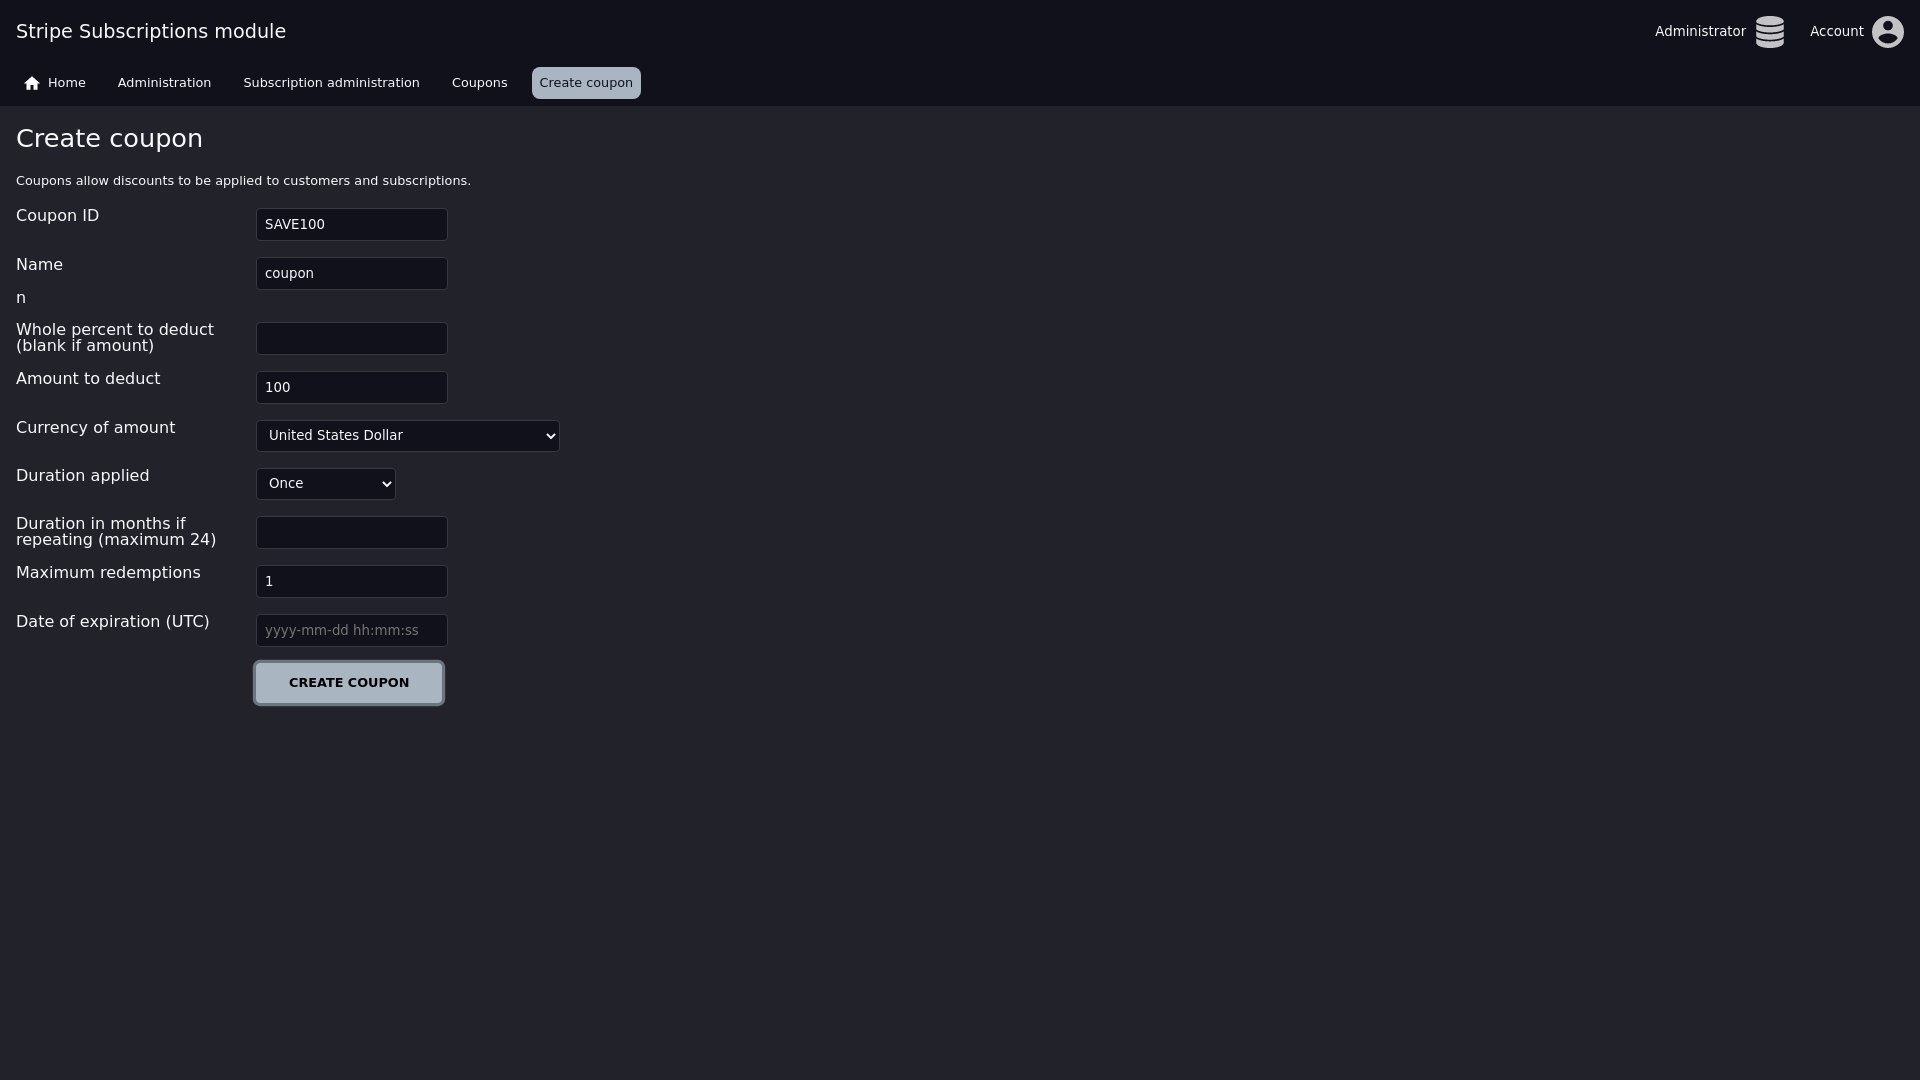 Stripe Subscriptions module
Administrator
Account
Home
Administration
Subscription administration
Coupons
Create coupon
Create coupon
Coupons allow discounts to be applied to customers and subscriptions.
Coupon ID
SAVE100
Name
coupon
n
Whole percent to deduct
(blank if amount)
Amount to deduct
100
Currency of amount
United States Dollar
Duration applied
Once
Duration in months if
repeating (maximum 24)
Maximum redemptions
1
Date of expiration (UTC)
yyyy-mm-dd hh:mm:ss
CREATE COUPON